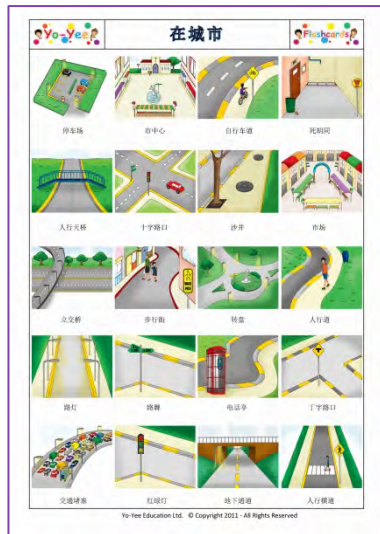 Yo-Yee
在城市
Flashcards
停车场 市中心 自行车道 死胡同
人行天桥 十字路口 沙井 市场
立交桥 步行街 转盘 人行道
路灯 路牌 电话亭 丁字路口
交通堵塞 红绿灯 地下通道 人行横道
Yo-Yee Education Ltd. © Copyright 2011 - All Rights Reserved